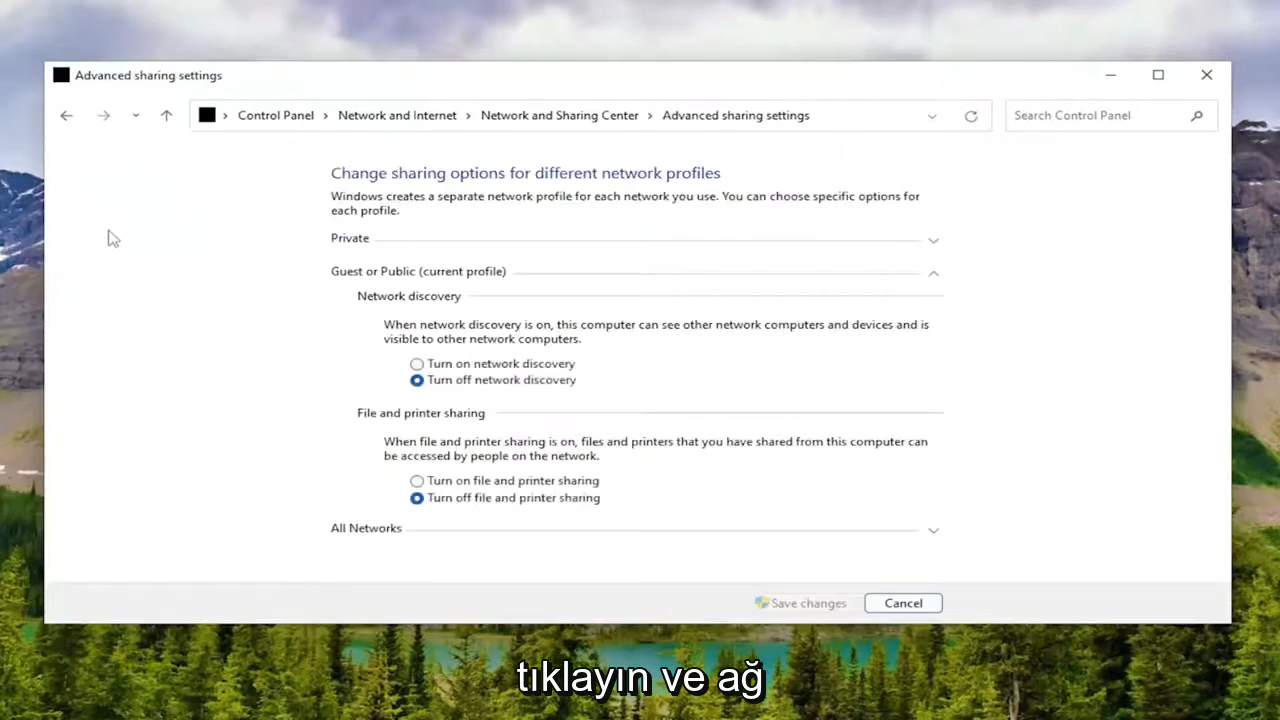 Advanced sharing settings
Control Panel > Network and Internet > Network and Sharing Center > Advanced sharing settings
Search Control Panel
Change sharing options for different network profiles
Windows creates a separate network profile for each network you use. You can choose specific options for
each profile.
Private
Guest or Public (current profile)
Network discovery
When network discovery is on, this computer can see other network computers and devices and is
visible to other network computers.
Turn on network discovery
Turn off network discovery
File and printer sharing
When file and printer sharing is on, files and printers that you have shared from this computer can
be accessed by people on the network.
Turn on file and printer sharing
Turn off file and printer sharing
All Networks
Save changes
Cancel
tıklayın ve ağ